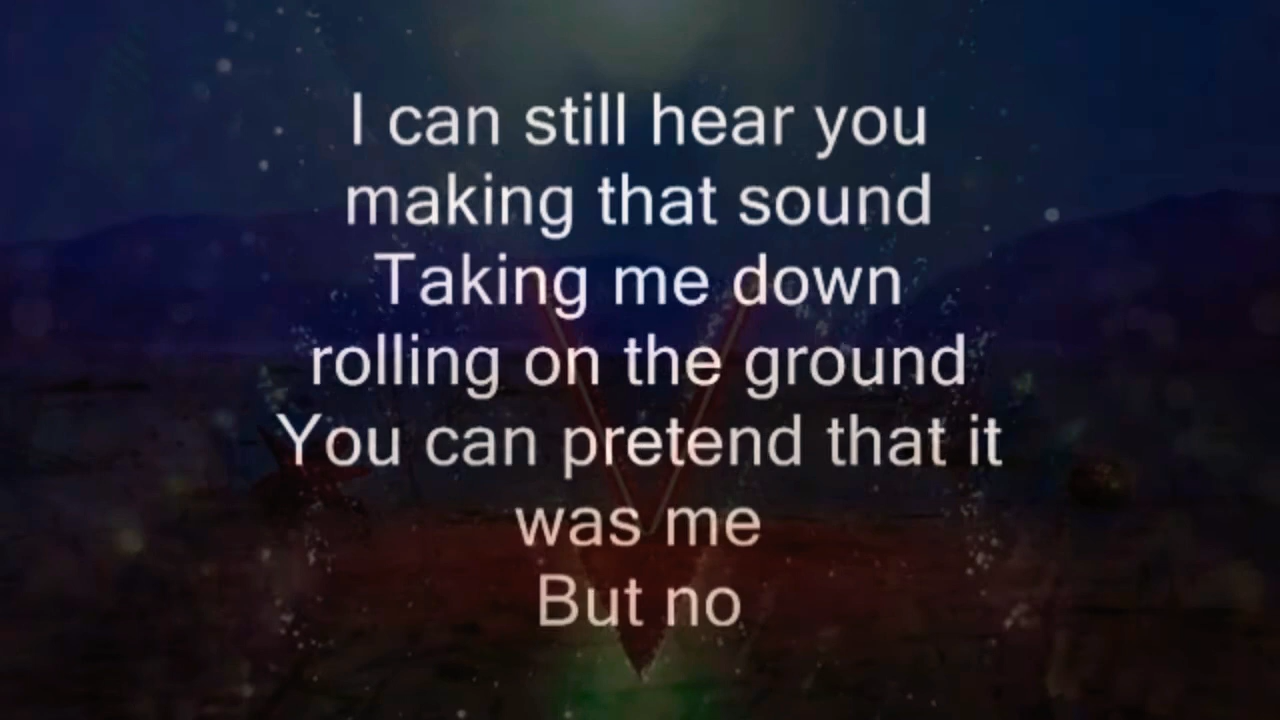 I can still hear you
making that sound
Taking me down
rolling on the ground
You can pretend that it
was me
But no